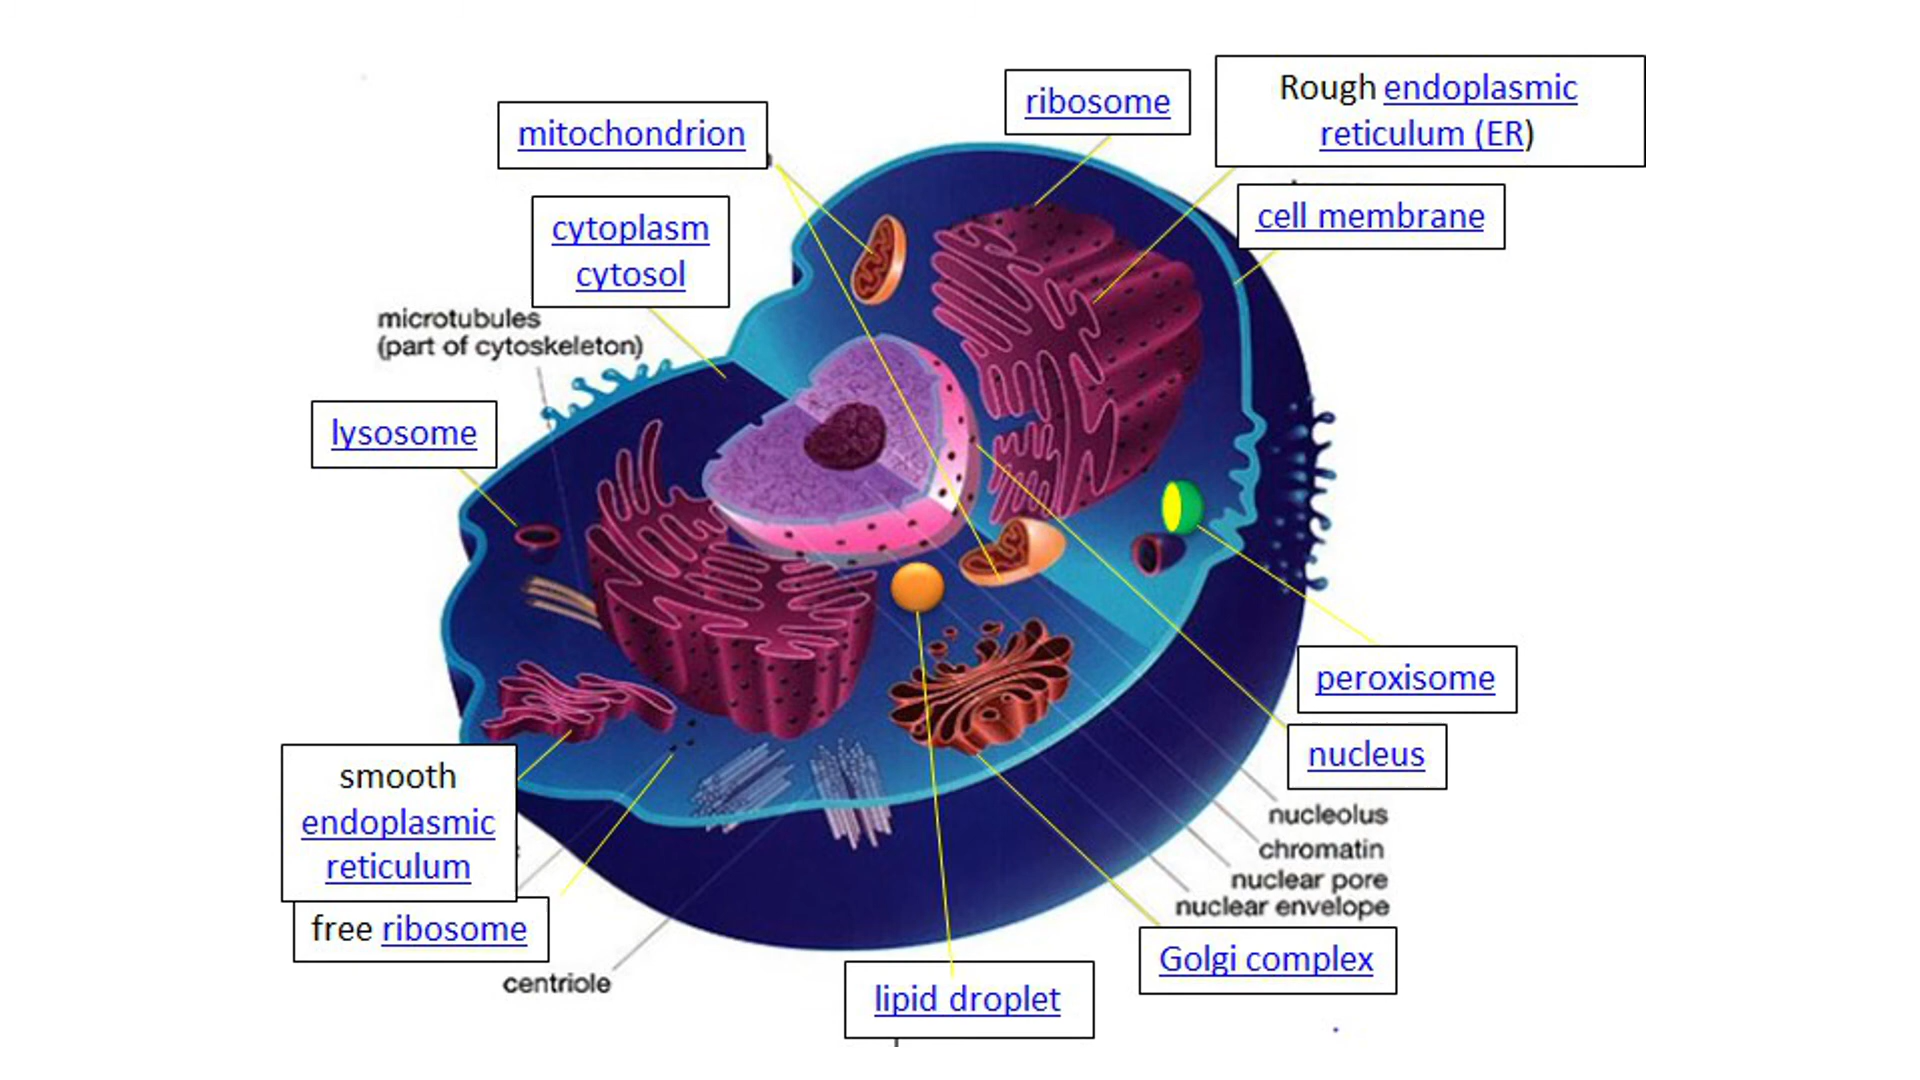 ribosome
Rough endoplasmic
reticulum (ER)
mitochondrion
cell membrane
cytoplasm
cytosol
microtubules
(part of cytoskeleton)
lysosome
peroxisome
nucleus
smooth
endoplasmic
reticulum
nucleolus
chromatin
nuclear pore
nuclear envelope
free ribosome
Golgi complex
centriole
lipid droplet